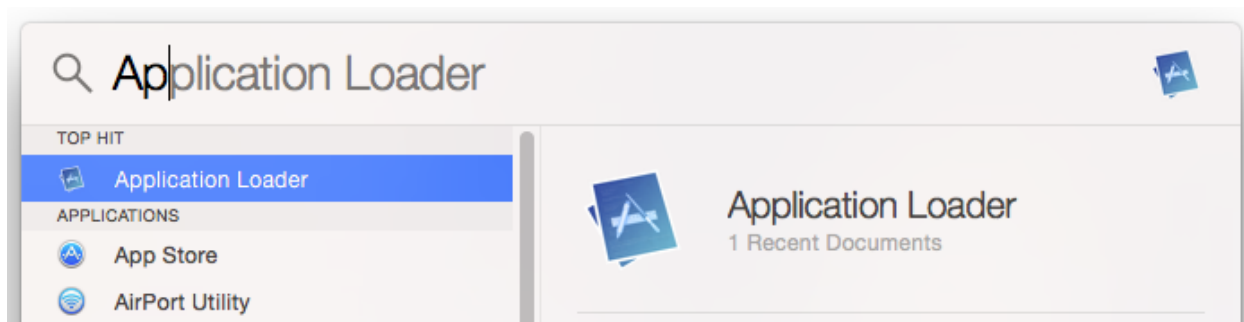 Application Loader
TOP HIT
Application Loader
APPLICATIONS
App Store
AirPort Utility
Application Loader
1 Recent Documents